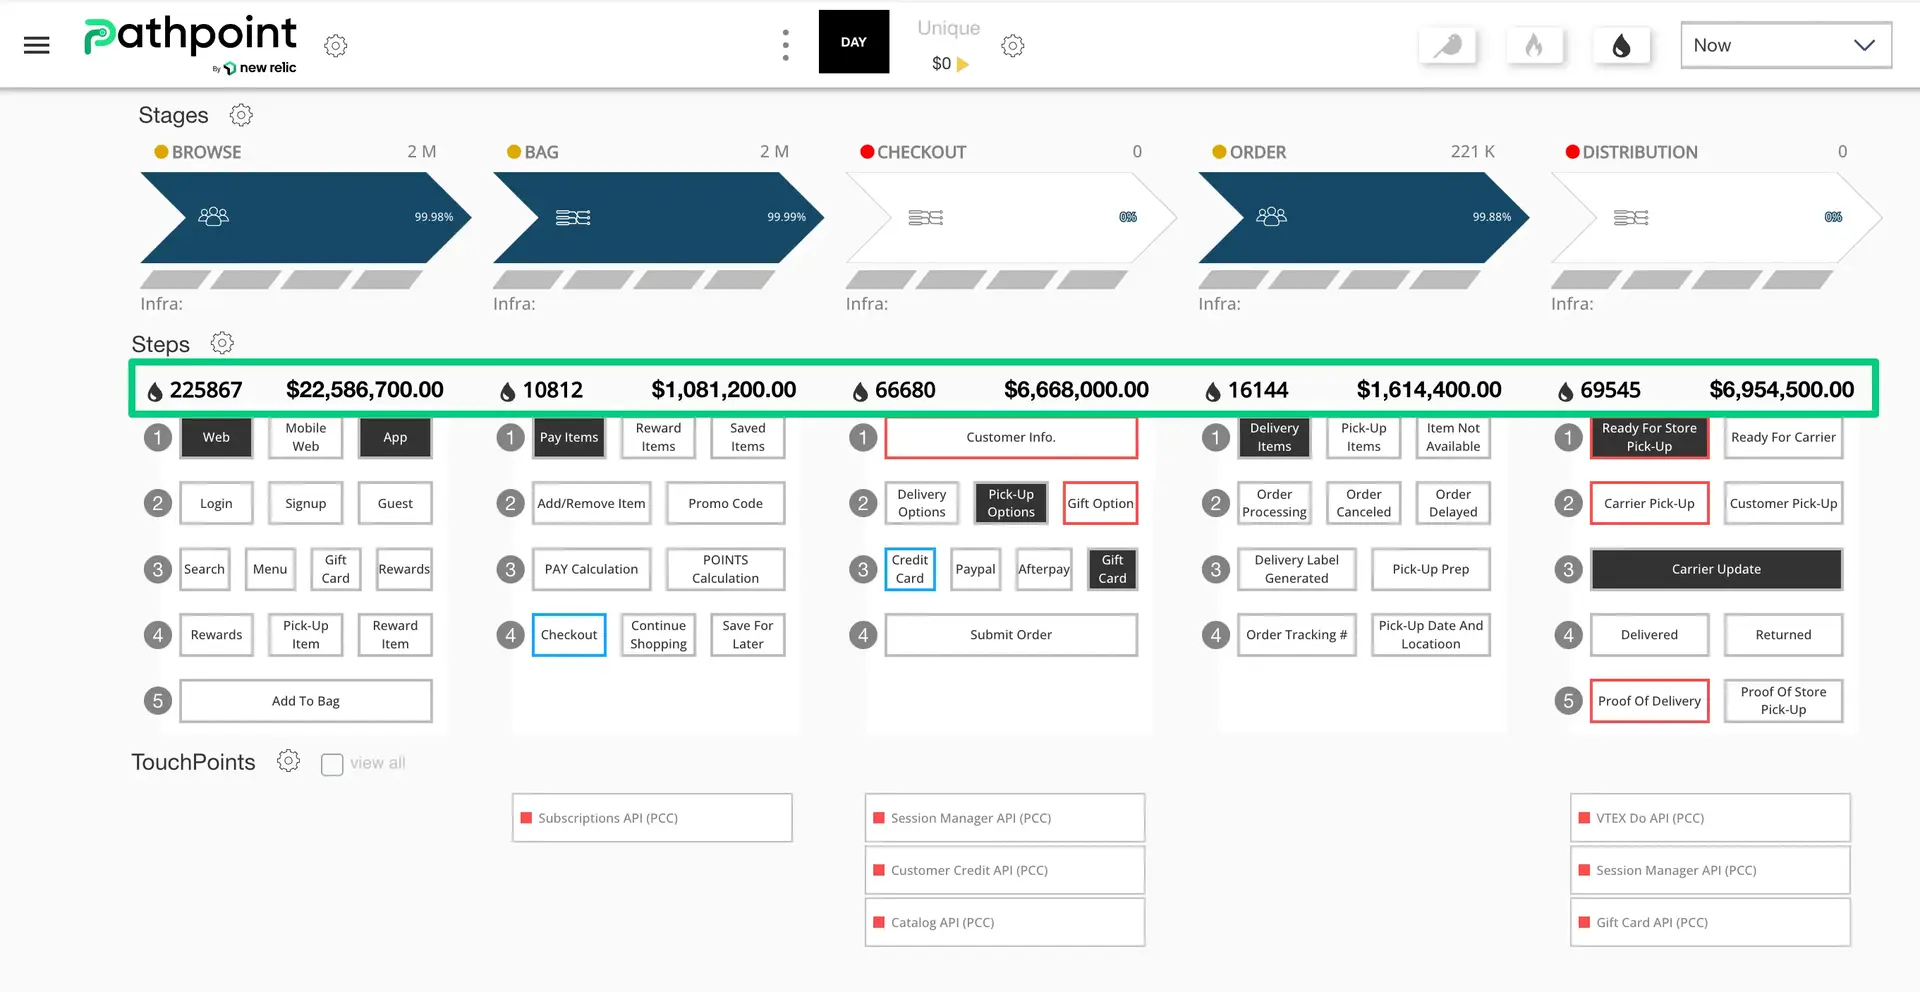 Pathpoint
By new relic
DAY
Unique
$0
Now
Stages
BROWSE 2 M
BAG 2 M
CHECKOUT 0
ORDER 221 K
DISTRIBUTION 0
99.98%
99.99%
0%
99.88%
0%
Infra:
Infra:
Infra:
Infra:
Infra:
Steps
225867 $22,586,700.00
10812 $1,081,200.00
66680 $6,668,000.00
16144 $1,614,400.00
69545 $6,954,500.00
1
Web
Mobile
Web
App
2
Login
Signup
Guest
3
Search
Menu
Gift
Card
Rewards
4
Rewards
Pick-Up
Item
Reward
Item
5
Add To Bag
1
Pay Items
Reward
Items
Saved
Items
2
Add/Remove Item
Promo Code
3
PAY Calculation
POINTS
Calculation
4
Checkout
Continue
Shopping
Save For
Later
1
Customer Info.
2
Delivery
Options
Pick-Up
Options
Gift Option
3
Credit
Card
Paypal
Afterpay
Gift
Card
4
Submit Order
1
Delivery
Items
Pick-Up
Items
Item Not
Available
2
Order
Processing
Order
Canceled
Order
Delayed
3
Delivery Label
Generated
Pick-Up Prep
4
Order Tracking #
Pick-Up Date And
Locatioon
1
Ready For Store
Pick-Up
Ready For Carrier
2
Carrier Pick-Up
Customer Pick-Up
3
Carrier Update
4
Delivered
Returned
5
Proof Of Delivery
Proof Of Store
Pick-Up
TouchPoints
view all
Subscriptions API (PCC)
Session Manager API (PCC)
Customer Credit API (PCC)
Catalog API (PCC)
VTEX Do API (PCC)
Session Manager API (PCC)
Gift Card API (PCC)